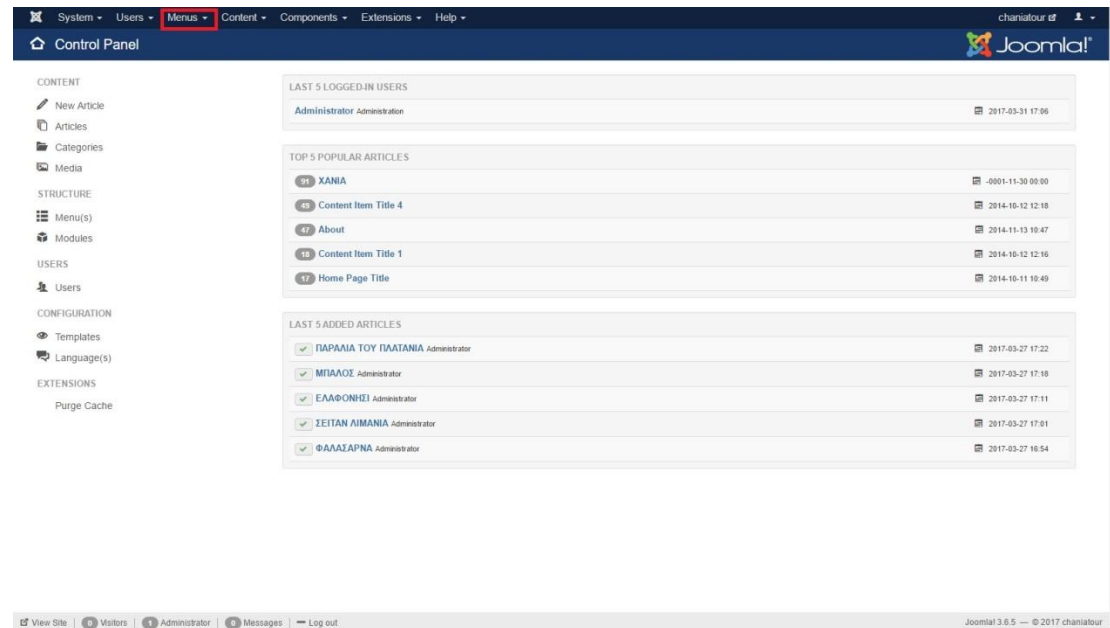 System Users Menus Content Components Extensions Help chaniatour
Control Panel Joomla!
CONTENT
New Article
Articles
Categories
Media
STRUCTURE
Menu(s)
Modules
USERS
Users
CONFIGURATION
Templates
Language(s)
EXTENSIONS
Purge Cache
LAST 5 LOGGED-IN USERS
Administrator Administration 2017-03-31 17:06
TOP 5 POPULAR ARTICLES
91 ΧΑΝΙΑ -0001-11-30 00:00
49 Content Item Title 4 2014-10-12 12:18
47 About 2014-11-13 10:47
18 Content Item Title 1 2014-10-12 12:16
17 Home Page Title 2014-10-11 10:49
LAST 5 ADDED ARTICLES
ΠΑΡΑΛΙΑ ΤΟΥ ΠΛΑΤΑΝΙΑ Administrator 2017-03-27 17:22
ΜΠΑΛΟΣ Administrator 2017-03-27 17:18
ΕΛΑΦΟΝΗΣΙ Administrator 2017-03-27 17:11
ΣΕΙΤΑΝ ΛΙΜΑΝΙΑ Administrator 2017-03-27 17:01
ΦΑΛΑΣΑΡΝΑ Administrator 2017-03-27 16:54
View Site | 0 Visitors | 1 Administrator | 0 Messages | Log out Joomla! 3.6.5 — © 2017 chaniatour